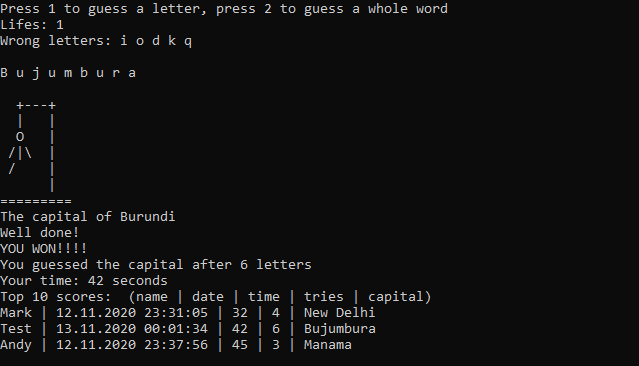 Press 1 to guess a letter, press 2 to guess a whole word
Lifes: 1
Wrong letters: i o d k q
B u j u m b u r a
  +---+
  |   |
  O   |
 /|\  |
 /    |
      |
=========
The capital of Burundi
Well done!
YOU WON!!!!
You guessed the capital after 6 letters
Your time: 42 seconds
Top 10 scores:  (name | date | time | tries | capital)
Mark | 12.11.2020 23:31:05 | 32 | 4 | New Delhi
Test | 13.11.2020 00:01:34 | 42 | 6 | Bujumbura
Andy | 12.11.2020 23:37:56 | 45 | 3 | Manama